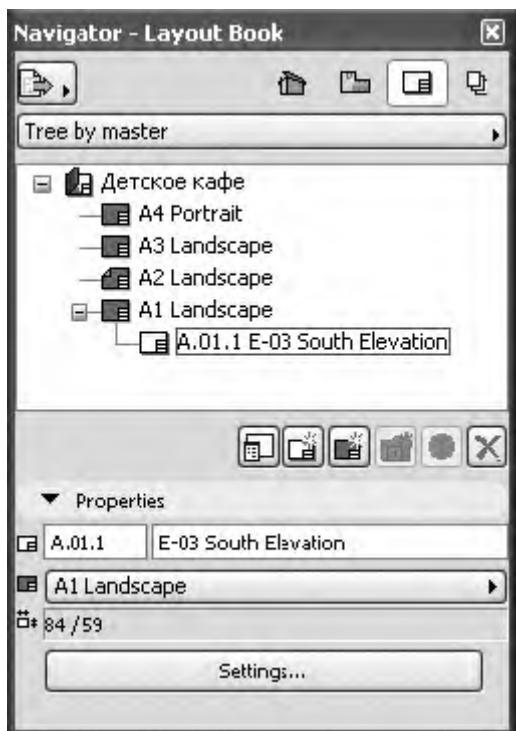 Navigator - Layout Book
Tree by master
Детское кафе
A4 Portrait
A3 Landscape
A2 Landscape
A1 Landscape
A.01.1 E-03 South Elevation
Properties
A.01.1 E-03 South Elevation
A1 Landscape
84 / 59
Settings...